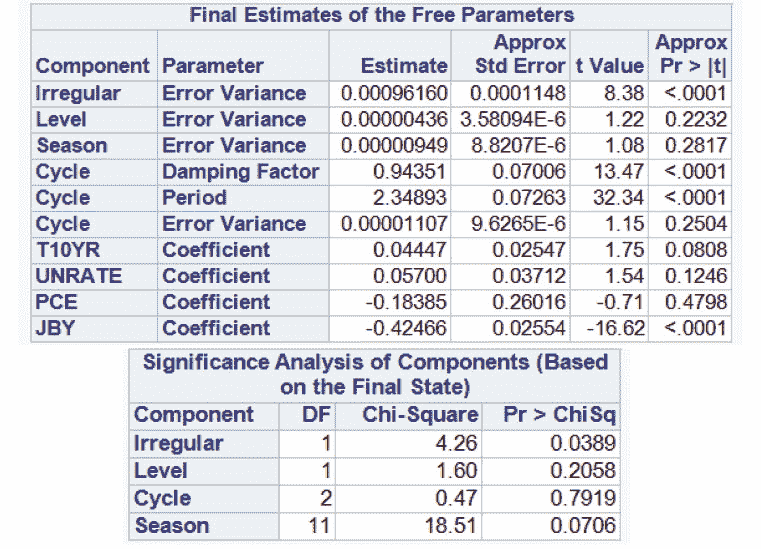 Final Estimates of the Free Parameters
Component Parameter Estimate Approx Std Error t Value Approx Pr > |t|
Irregular Error Variance 0.00096160 0.0001148 8.38 <.0001
Level Error Variance 0.00000436 3.58094E-6 1.22 0.2232
Season Error Variance 0.00000949 8.8207E-6 1.08 0.2817
Cycle Damping Factor 0.94351 0.07006 13.47 <.0001
Cycle Period 2.34893 0.07263 32.34 <.0001
Cycle Error Variance 0.00001107 9.6265E-6 1.15 0.2504
T10YR Coefficient 0.04447 0.02547 1.75 0.0808
UNRATE Coefficient 0.05700 0.03712 1.54 0.1246
PCE Coefficient -0.18385 0.26016 -0.71 0.4798
JBY Coefficient -0.42466 0.02554 -16.62 <.0001
Significance Analysis of Components (Based
on the Final State)
Component DF Chi-Square Pr > ChiSq
Irregular 1 4.26 0.0389
Level 1 1.60 0.2058
Cycle 2 0.47 0.7919
Season 11 18.51 0.0706